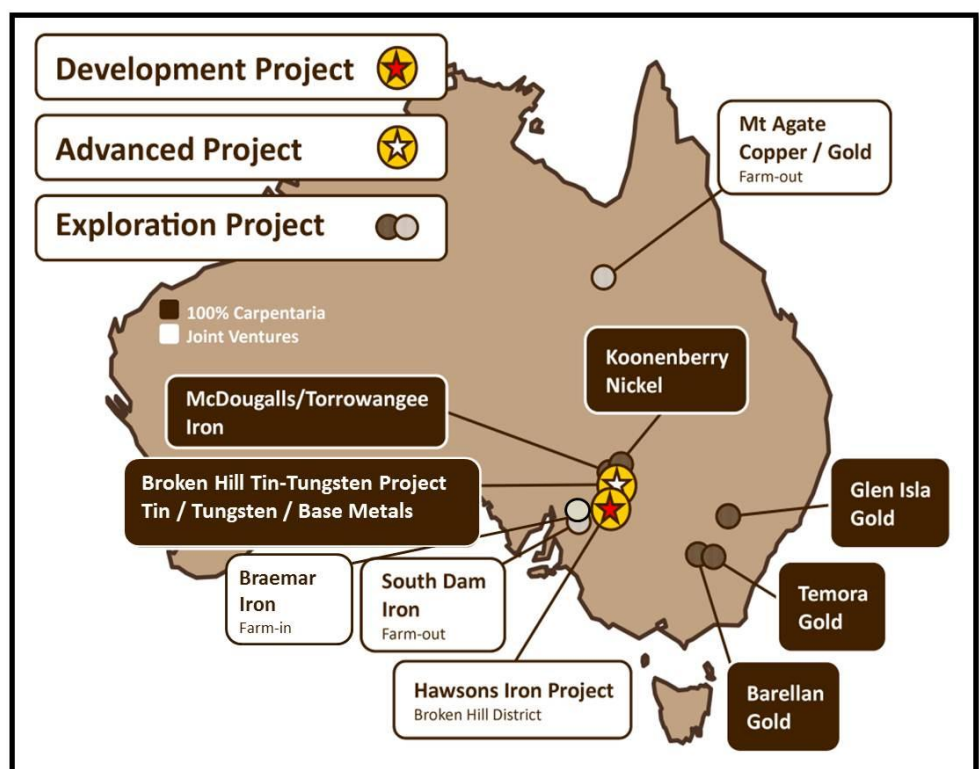 Development Project
Advanced Project
Exploration Project
100% Carpentaria
Joint Ventures
Mt Agate
Copper / Gold
Farm-out
Koonenberry
Nickel
McDougalls/Torrowangee
Iron
Broken Hill Tin-Tungsten Project
Tin / Tungsten / Base Metals
Glen Isla
Gold
Braemar
Iron
Farm-in
South Dam
Iron
Farm-out
Temora
Gold
Hawsons Iron Project
Broken Hill District
Barellan
Gold